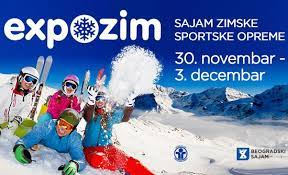 expozim
SAJAM ZIMSKE
SPORTSKE OPREME
30. novembar -
3. decembar
BEOGRADSKI
SAJAM